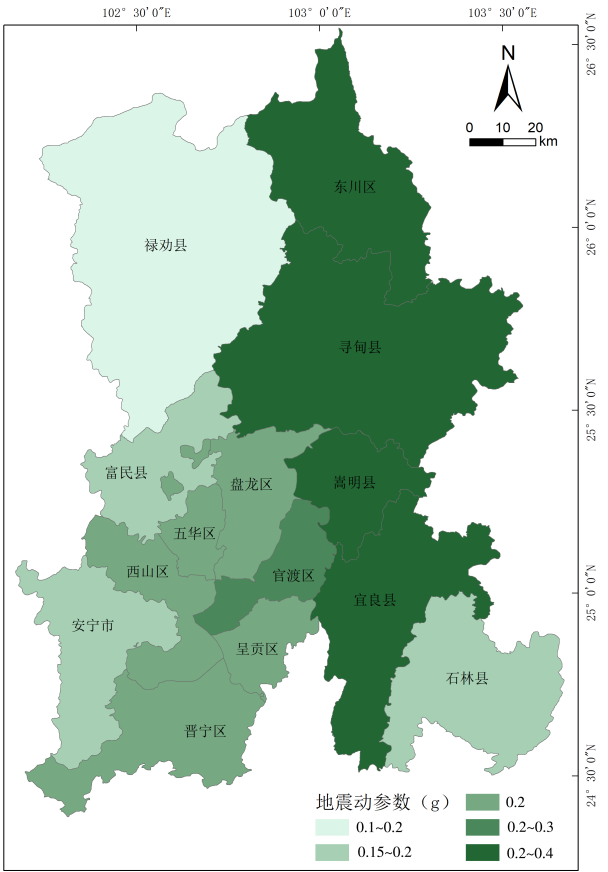 102° 30′0″E
103° 0′0″E
103° 30′0″E
26° 30′0″N
N
0 10 20
km
东川区
26° 0′0″N
禄劝县
寻甸县
25° 30′0″N
富民县
盘龙区
嵩明县
五华区
西山区
官渡区
25° 0′0″N
宜良县
安宁市
呈贡区
石林县
晋宁区
24° 30′0″N
地震动参数（g）
0.2
0.1~0.2
0.2~0.3
0.15~0.2
0.2~0.4